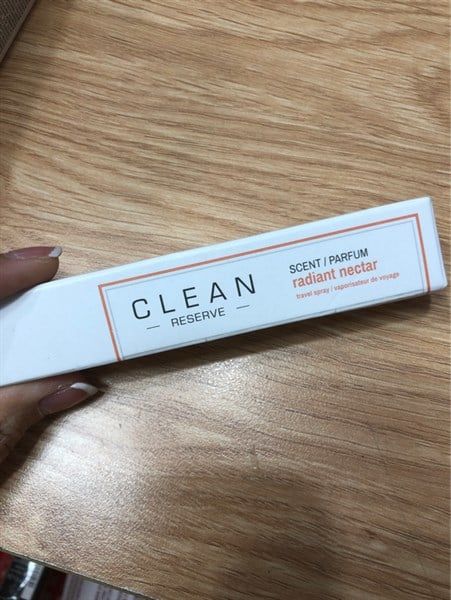 CLEAN
— RESERVE —
SCENT / PARFUM
radiant nectar
travel spray / vaporisateur de voyage